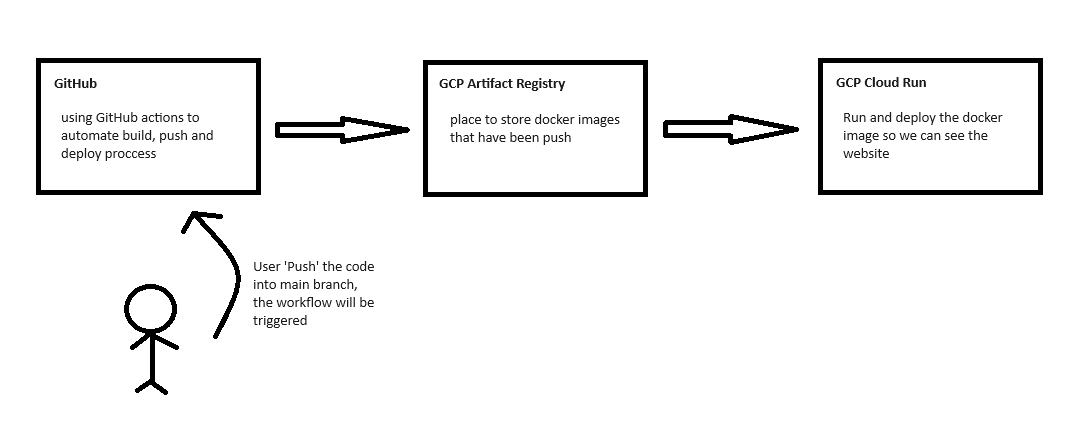 GitHub
using GitHub actions to
automate build, push and
deploy proccess
GCP Artifact Registry
place to store docker images
that have been push
GCP Cloud Run
Run and deploy the docker
image so we can see the
website
User 'Push' the code
into main branch,
the workflow will be
triggered